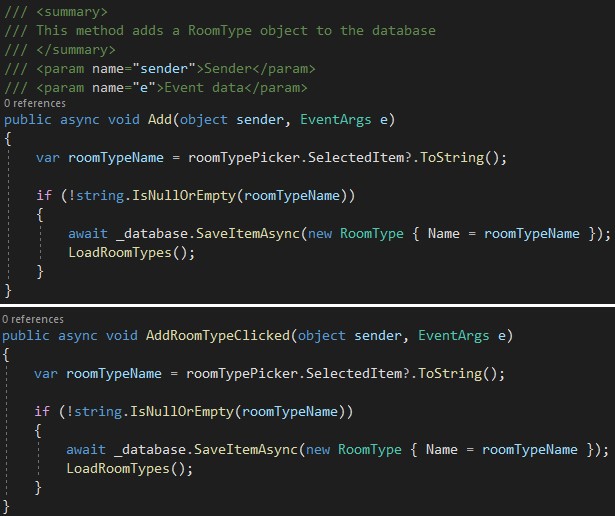 /// <summary>
/// This method adds a RoomType object to the database
/// </summary>
/// <param name="sender">Sender</param>
/// <param name="e">Event data</param>
0 references
public async void Add(object sender, EventArgs e)
{
var roomTypeName = roomTypePicker.SelectedItem?.ToString();
if (!string.IsNullOrEmpty(roomTypeName))
{
await _database.SaveItemAsync(new RoomType { Name = roomTypeName });
LoadRoomTypes();
}
}
0 references
public async void AddRoomTypeClicked(object sender, EventArgs e)
{
var roomTypeName = roomTypePicker.SelectedItem?.ToString();
if (!string.IsNullOrEmpty(roomTypeName))
{
await _database.SaveItemAsync(new RoomType { Name = roomTypeName });
LoadRoomTypes();
}
}